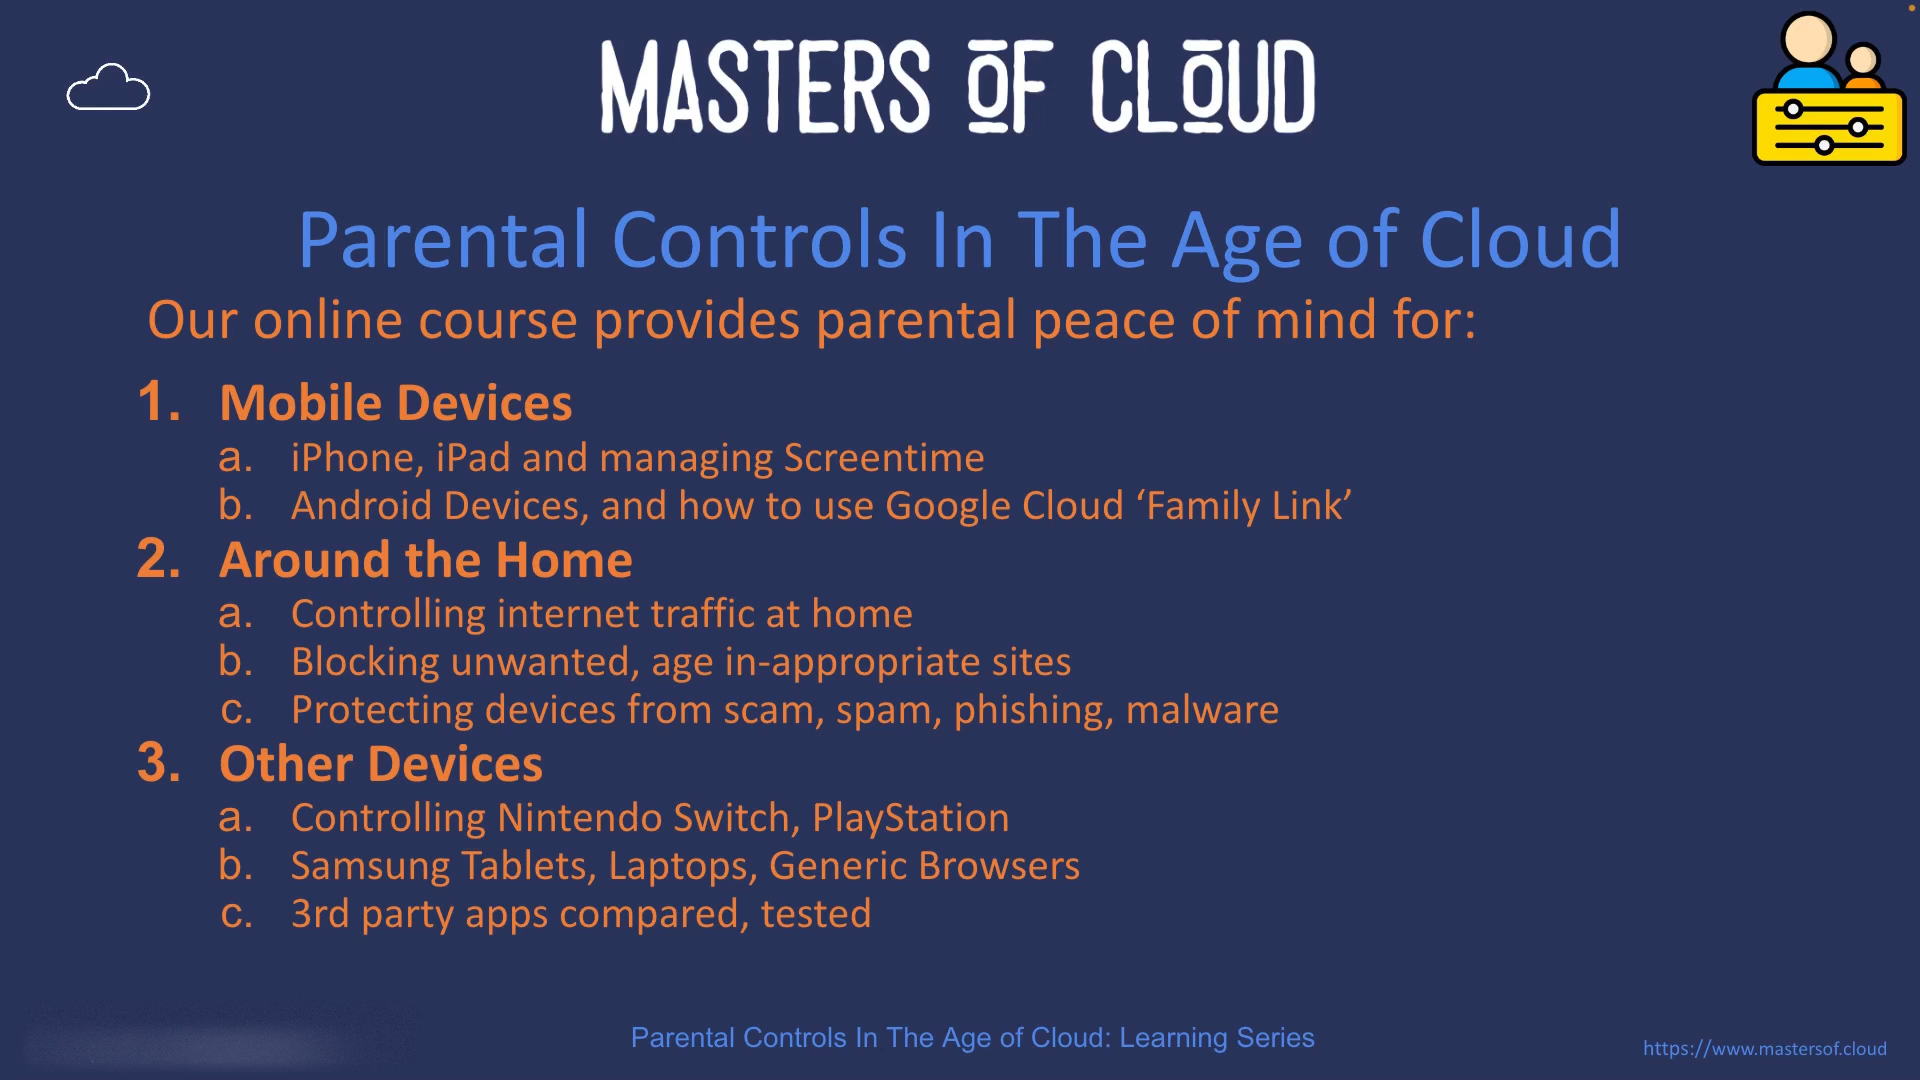 MASTERS OF CLOUD
Parental Controls In The Age of Cloud
Our online course provides parental peace of mind for:
1. Mobile Devices
a. iPhone, iPad and managing Screentime
b. Android Devices, and how to use Google Cloud ‘Family Link’
2. Around the Home
a. Controlling internet traffic at home
b. Blocking unwanted, age in-appropriate sites
c. Protecting devices from scam, spam, phishing, malware
3. Other Devices
a. Controlling Nintendo Switch, PlayStation
b. Samsung Tablets, Laptops, Generic Browsers
c. 3rd party apps compared, tested
Parental Controls In The Age of Cloud: Learning Series
https://www.mastersof.cloud